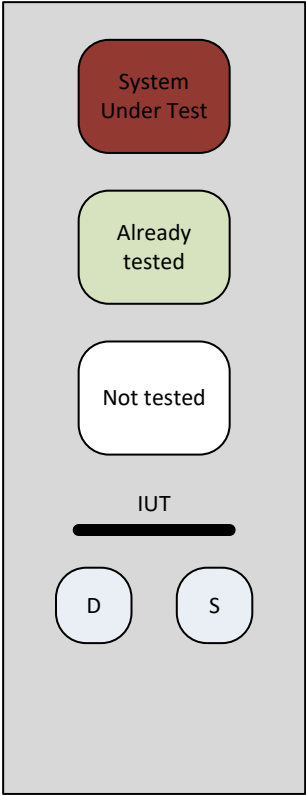 System
Under Test
Already
tested
Not tested
IUT
D
S